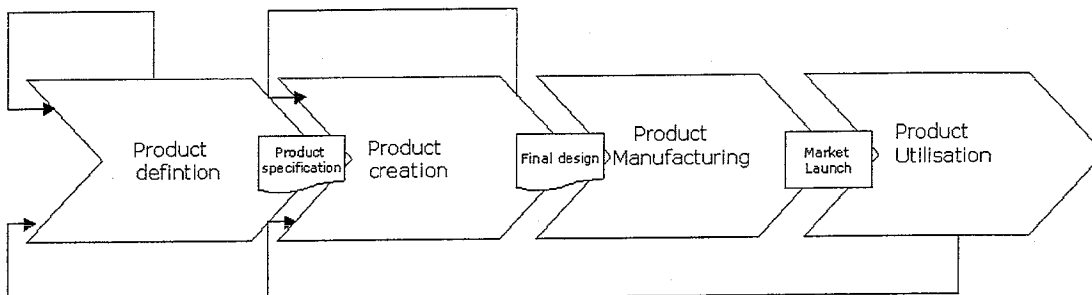 Product
defintion
Product
specification
Product
creation
Final design
Product
Manufacturing
Market
Launch
Product
Utilisation